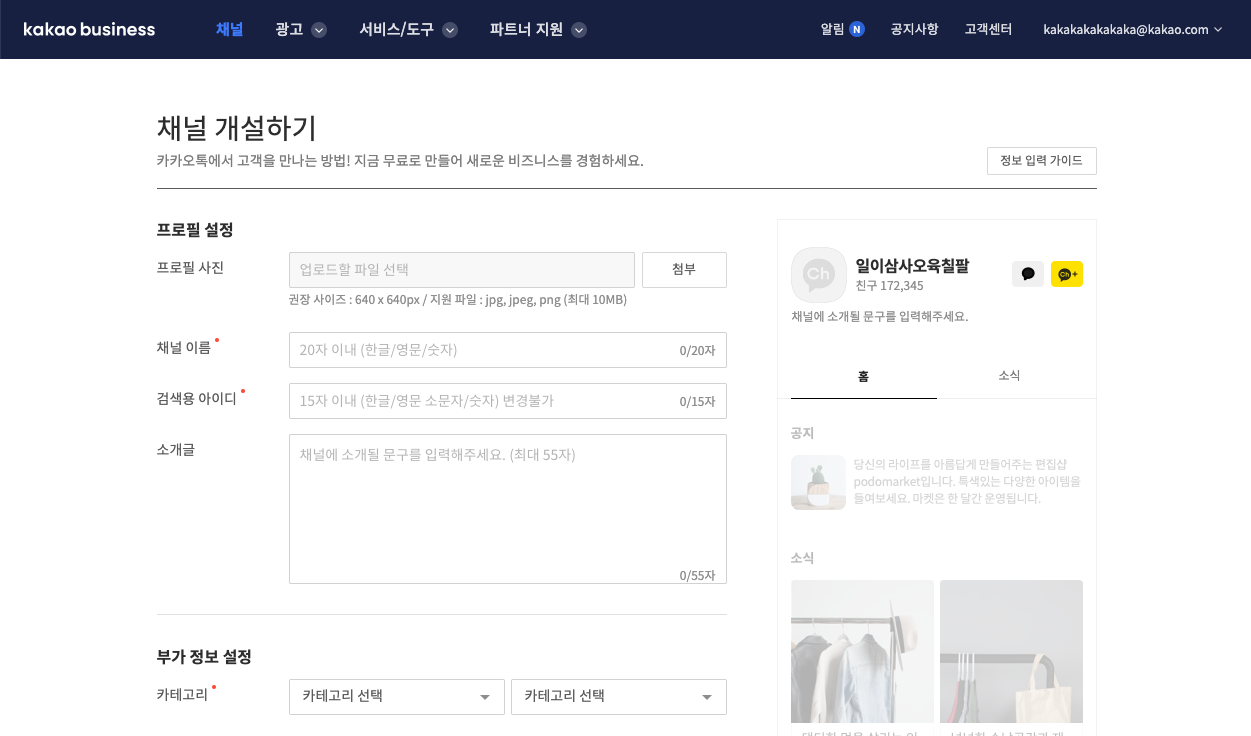 kakao business 채널 광고 서비스/도구 파트너 지원 알림 N 공지사항 고객센터 kakakakakakaka@kakao.com
채널 개설하기
카카오톡에서 고객을 만나는 방법! 지금 무료로 만들어 새로운 비즈니스를 경험하세요.
정보 입력 가이드
프로필 설정
프로필 사진
업로드할 파일 선택
첨부
권장 사이즈 : 640 x 640px / 지원 파일 : jpg, jpeg, png (최대 10MB)
채널 이름
20자 이내 (한글/영문/숫자)
0/20자
검색용 아이디
15자 이내 (한글/영문 소문자/숫자) 변경불가
0/15자
소개글
채널에 소개될 문구를 입력해주세요. (최대 55자)
0/55자
부가 정보 설정
카테고리
카테고리 선택
카테고리 선택
Ch
일이삼사오육칠팔
친구 172,345
Ch+
채널에 소개될 문구를 입력해주세요.
홈
소식
공지
당신의 라이프를 아름답게 만들어주는 편집샵
podomarket입니다. 특색있는 다양한 아이템을
들여보세요. 마켓은 한 달간 운영됩니다.
소식